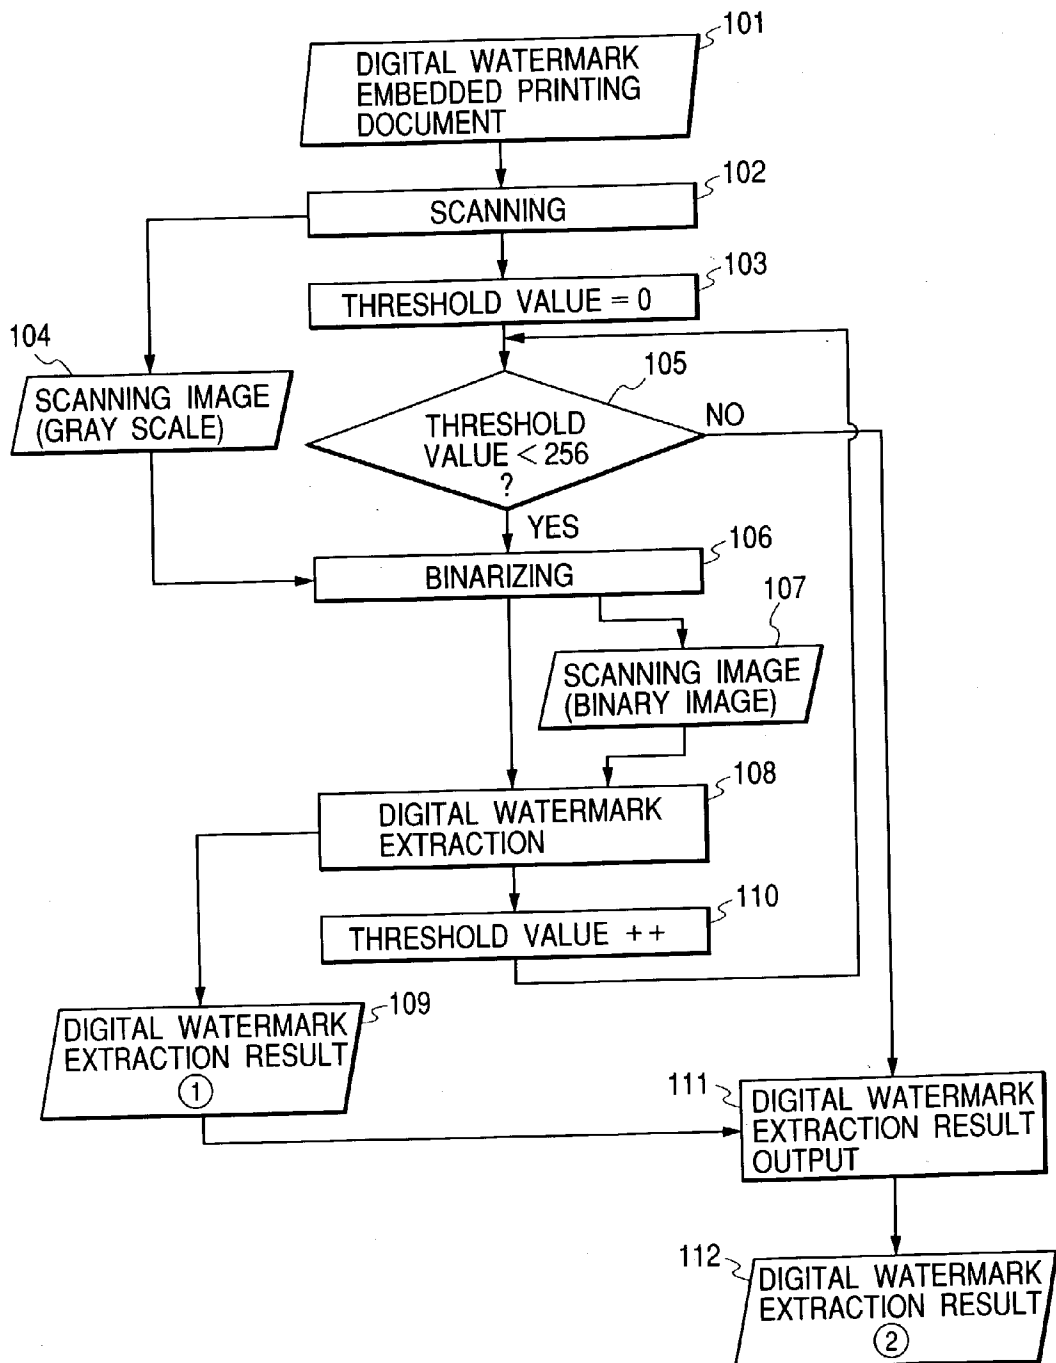 101
DIGITAL WATERMARK
EMBEDDED PRINTING
DOCUMENT
102
SCANNING
103
THRESHOLD VALUE = 0
104
SCANNING IMAGE
(GRAY SCALE)
105
THRESHOLD
VALUE < 256
?
NO
YES
106
BINARIZING
107
SCANNING IMAGE
(BINARY IMAGE)
108
DIGITAL WATERMARK
EXTRACTION
110
THRESHOLD VALUE ++
109
DIGITAL WATERMARK
EXTRACTION RESULT
①
111
DIGITAL WATERMARK
EXTRACTION RESULT
OUTPUT
112
DIGITAL WATERMARK
EXTRACTION RESULT
②